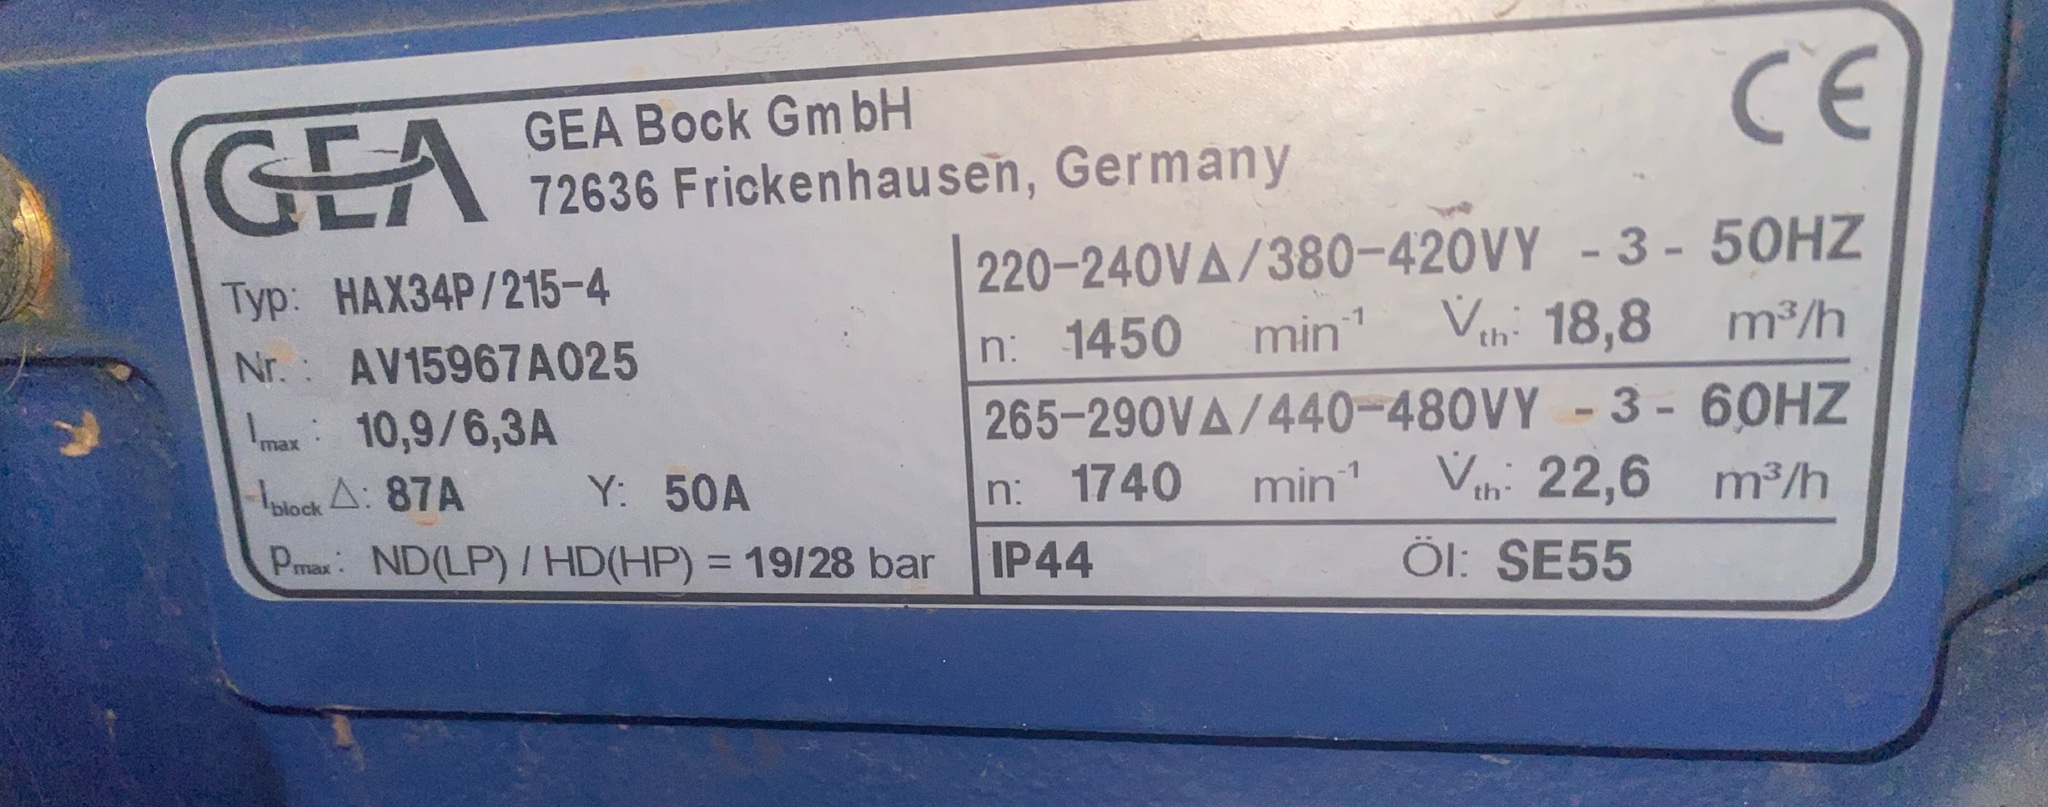 GEA GEA Bock GmbH
72636 Frickenhausen, Germany
CE
Typ: HAX34P/215-4
Nr. : AV15967A025
Imax : 10,9/6,3A
Iblock Δ: 87A Y: 50A
Pmax : ND(LP) / HD(HP) = 19/28 bar
220-240VΔ/380-420VY - 3 - 50HZ
n: 1450 min⁻¹ V̇th: 18,8 m³/h
265-290VΔ/440-480VY - 3 - 60HZ
n: 1740 min⁻¹ V̇th: 22,6 m³/h
IP44 Öl: SE55